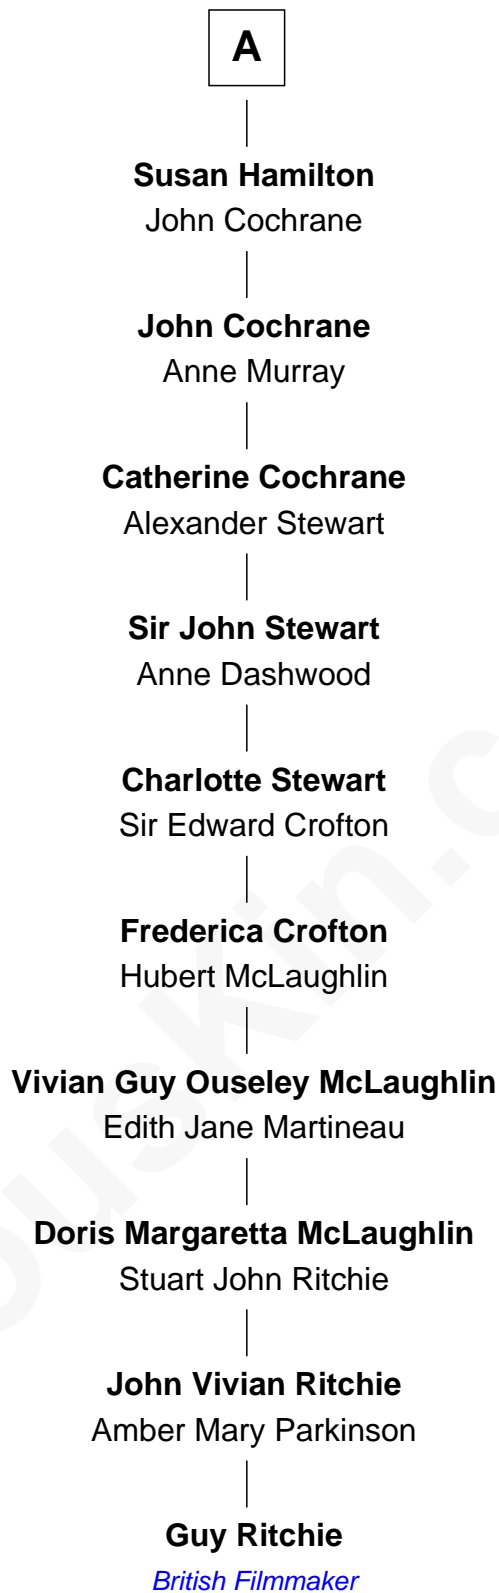 A
Susan Hamilton
John Cochrane
John Cochrane
Anne Murray
Catherine Cochrane
Alexander Stewart
Sir John Stewart
Anne Dashwood
Charlotte Stewart
Sir Edward Crofton
Frederica Crofton
Hubert McLaughlin
Vivian Guy Ouseley McLaughlin
Edith Jane Martineau
Doris Margaretta McLaughlin
Stuart John Ritchie
John Vivian Ritchie
Amber Mary Parkinson
Guy Ritchie
British Filmmaker